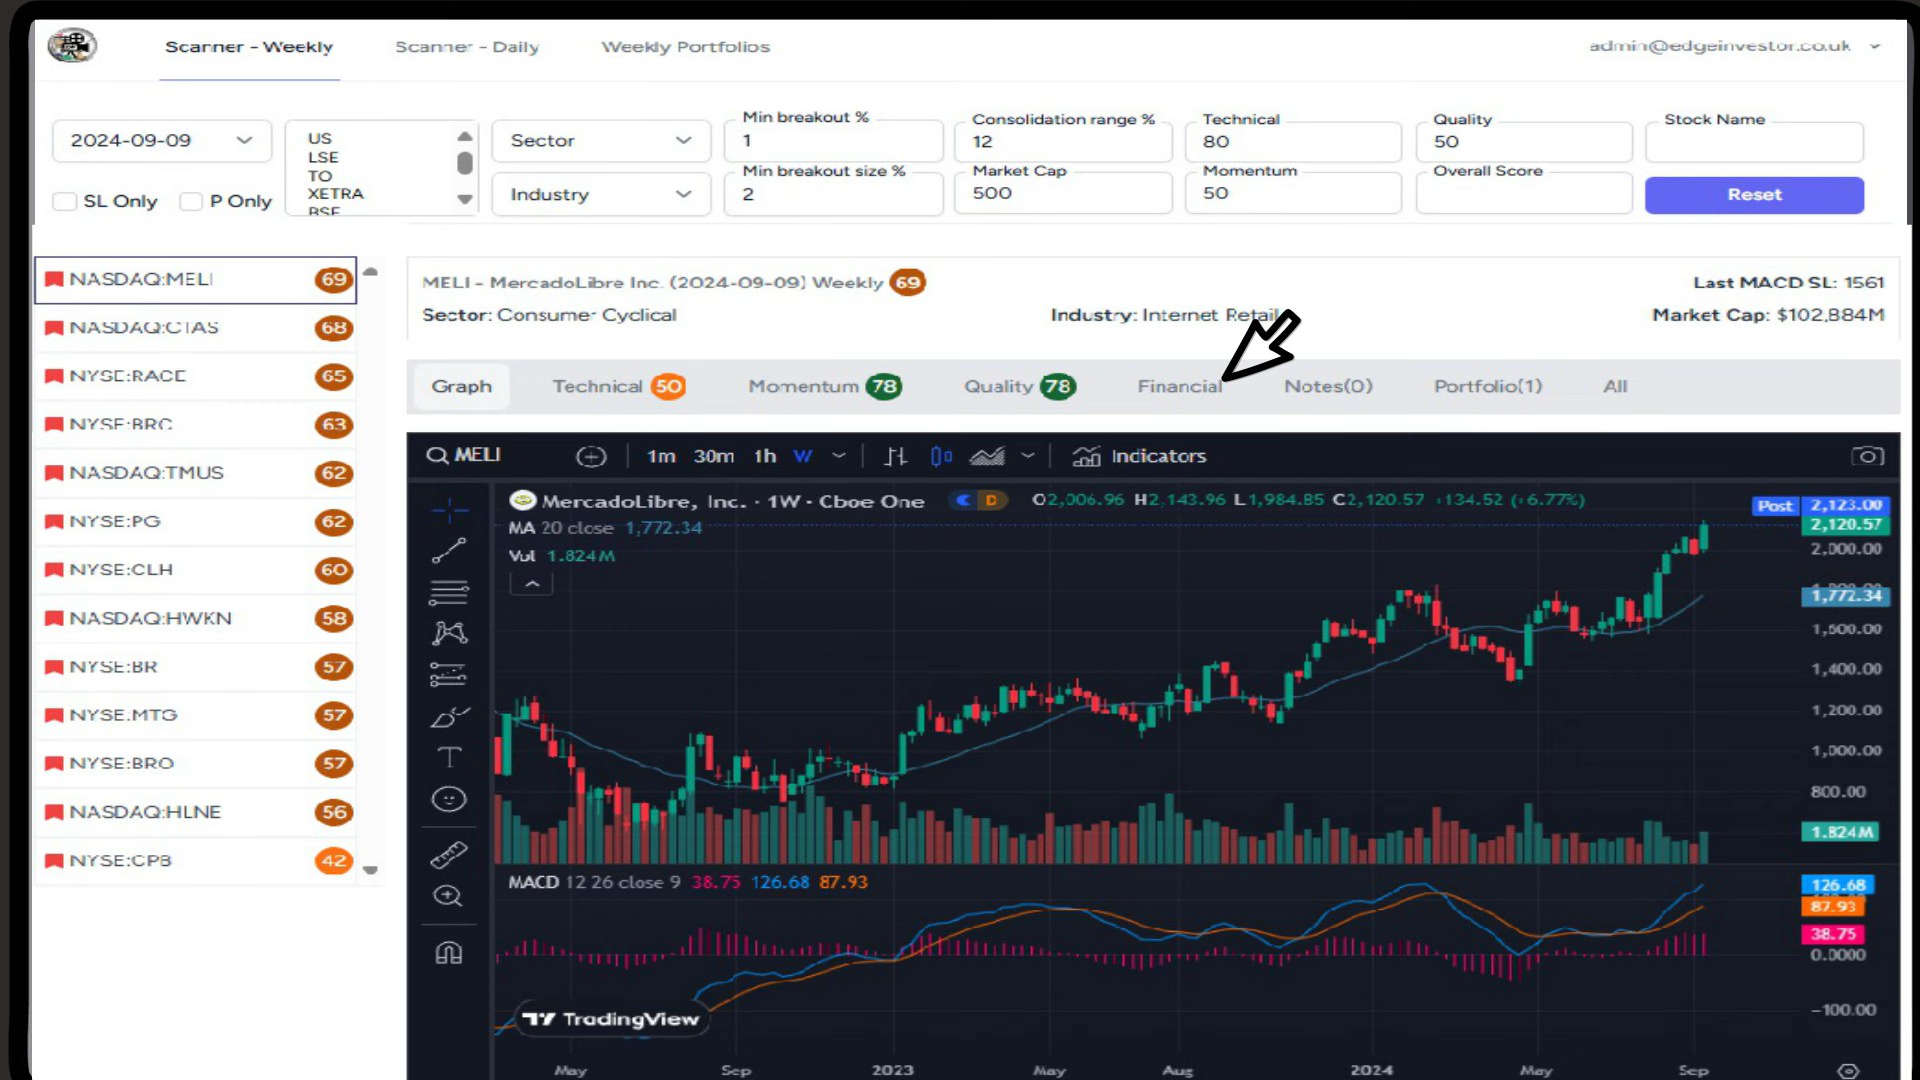 Scanner - Weekly
Scanner - Daily
Weekly Portfolios
admin@edgeinvestor.co.uk
2024-09-09
SL Only
P Only
US
LSE
TO
XETRA
BSE
Sector
Industry
Min breakout %
1
Min breakout size %
2
Consolidation range %
12
Market Cap
500
Technical
80
Momentum
50
Quality
50
Overall Score
Stock Name
Reset
NASDAQ:MELI 69
NASDAQ:CTAS 68
NYSE:RACE 65
NYSE:BRC 63
NASDAQ:TMUS 62
NYSE:PG 62
NYSE:CLH 60
NASDAQ:HWKN 58
NYSE:BR 57
NYSE:MTG 57
NYSE:BRO 57
NASDAQ:HLNE 56
NYSE:CPB 42
MELI - MercadoLibre Inc. (2024-09-09) Weekly 69
Last MACD SL: 1561
Sector: Consumer Cyclical
Industry: Internet Retail
Market Cap: $102,884M
Graph
Technical 50
Momentum 78
Quality 78
Financial
Notes(0)
Portfolio(1)
All
MELI
1m 30m 1h W
Indicators
MercadoLibre, Inc. · 1W · Cboe One
D
O2,006.96 H2,143.96 L1,984.85 C2,120.57 +134.52 (+6.77%)
MA 20 close 1,772.34
Vol 1.824M
Post 2,123.00
2,120.57
2,000.00
1,800.00
1,772.34
1,600.00
1,400.00
1,200.00
1,000.00
800.00
1.824M
MACD 12 26 close 9 38.75 126.68 87.93
126.68
87.93
38.75
0.0000
-100.00
TradingView
May
Sep
2023
May
Aug
2024
May
Sep